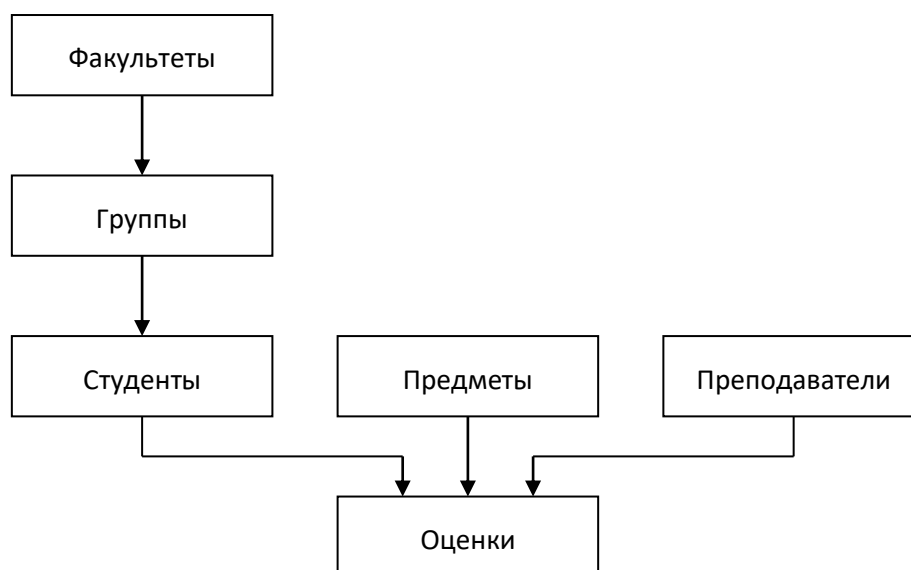 Факультеты
Группы
Студенты
Предметы
Преподаватели
Оценки